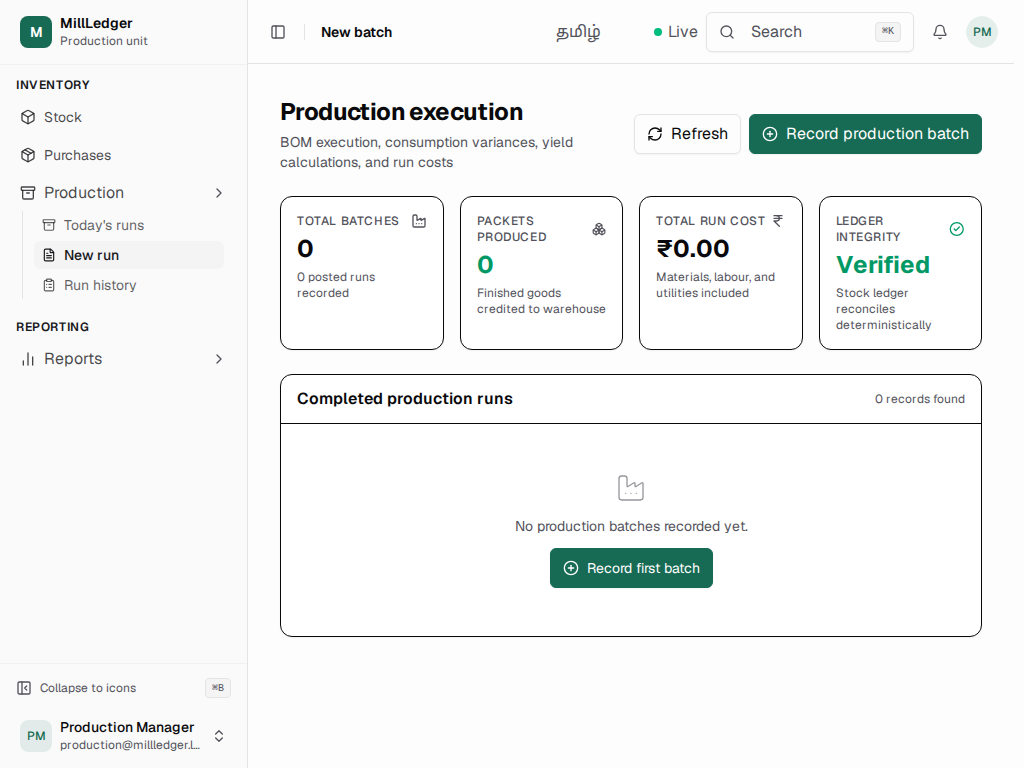 M
MillLedger
Production unit
INVENTORY
Stock
Purchases
Production
Today's runs
New run
Run history
REPORTING
Reports
Collapse to icons
⌘B
PM
Production Manager
production@millledger.l...
New batch
தமிழ்
Live
Search
⌘K
PM
Production execution
BOM execution, consumption variances, yield
calculations, and run costs
Refresh
Record production batch
TOTAL BATCHES
0
0 posted runs
recorded
PACKETS
PRODUCED
0
Finished goods
credited to warehouse
TOTAL RUN COST ₹
₹0.00
Materials, labour, and
utilities included
LEDGER
INTEGRITY
Verified
Stock ledger
reconciles
deterministically
Completed production runs
0 records found
No production batches recorded yet.
Record first batch